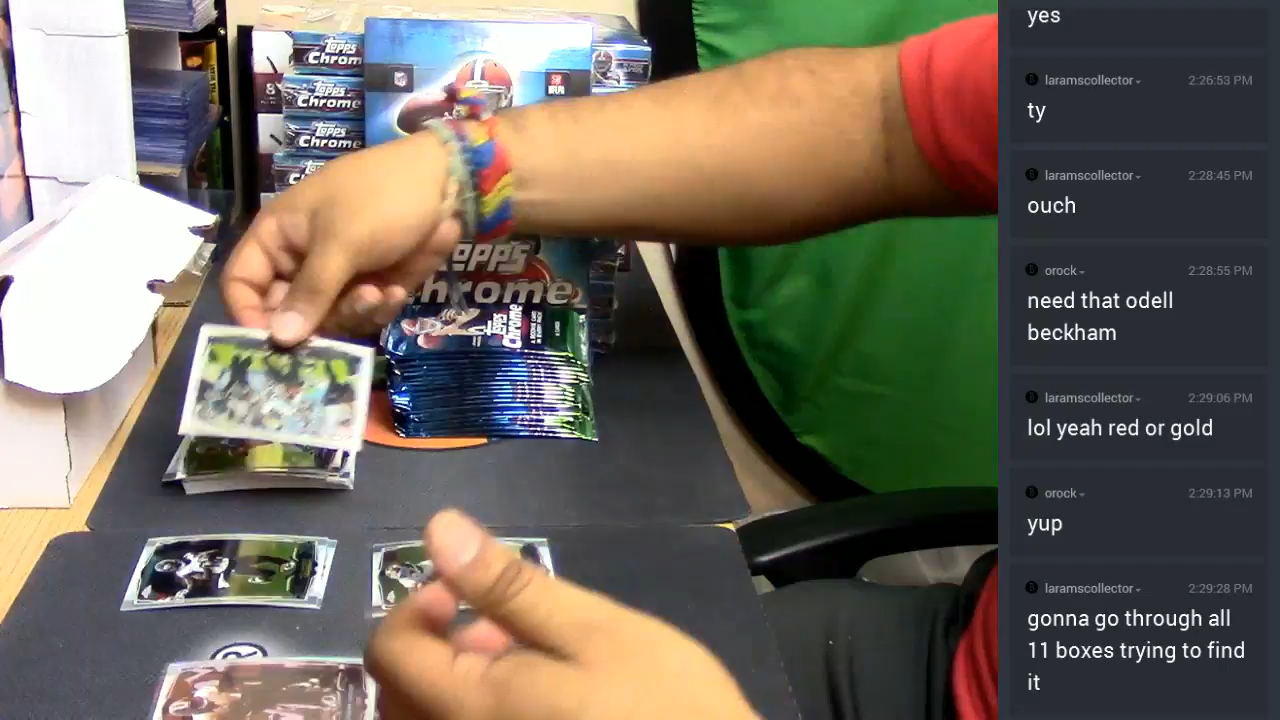 yes
laramscollector
2:26:53 PM
ty
laramscollector
2:28:45 PM
ouch
orock
2:28:55 PM
need that odell
beckham
laramscollector
2:29:06 PM
lol yeah red or gold
orock
2:29:13 PM
yup
laramscollector
2:29:28 PM
gonna go through all
11 boxes trying to find
it
Topps
Chrome
Topps
Chrome
Topps
Chrome
Topps
NFL
Topps
Chrome
Topps
Chrome